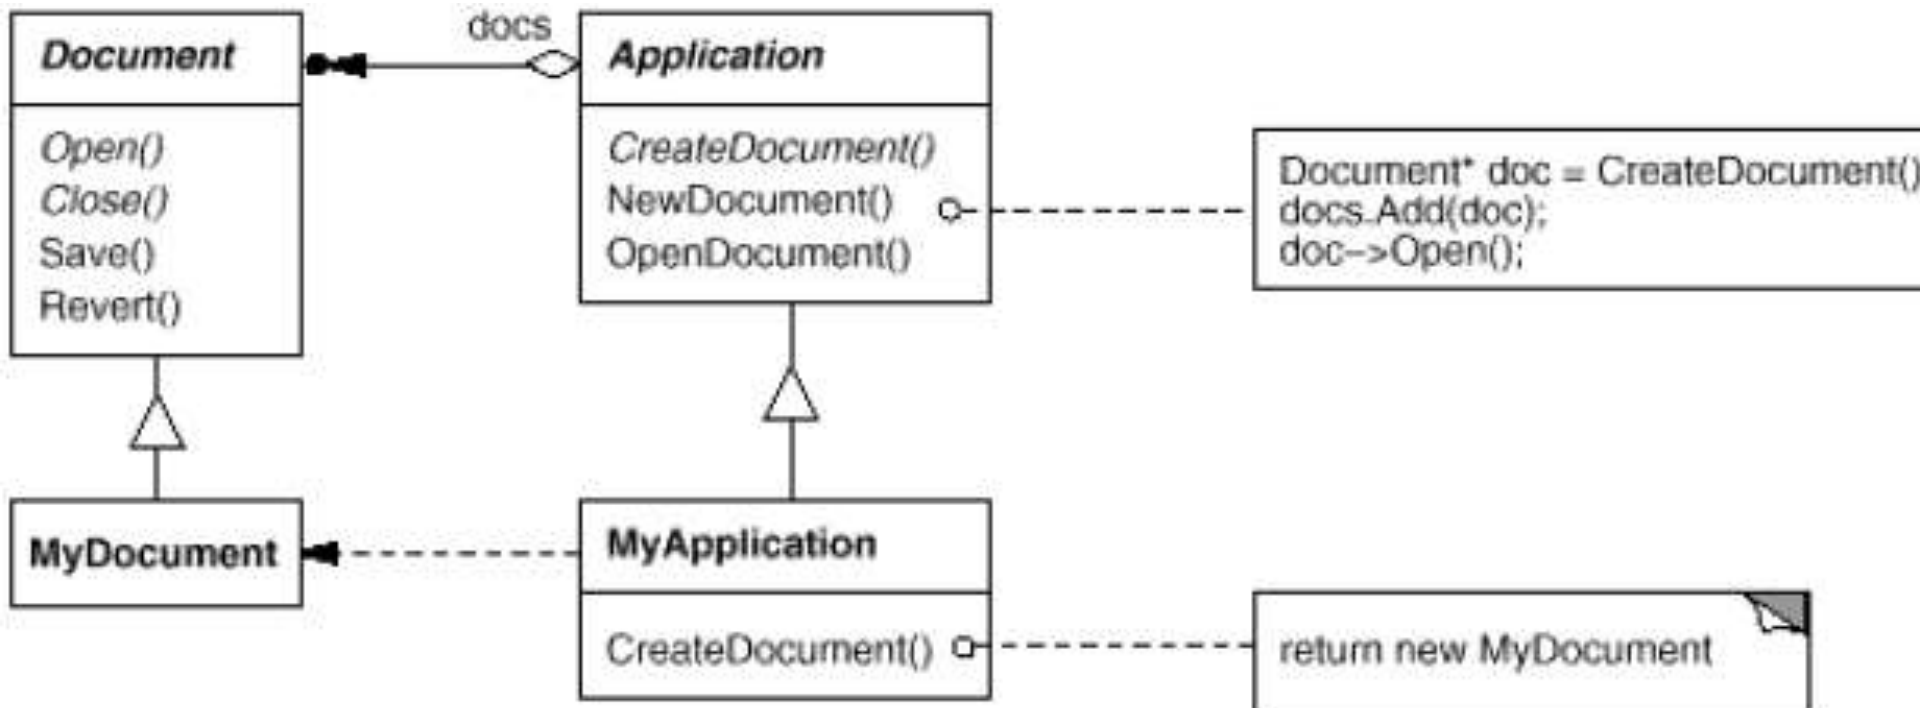 docs
Document
Application
Open()
Close()
Save()
Revert()
CreateDocument()
NewDocument()
OpenDocument()
Document* doc = CreateDocument()
docs.Add(doc);
doc->Open();
MyDocument
MyApplication
CreateDocument()
return new MyDocument